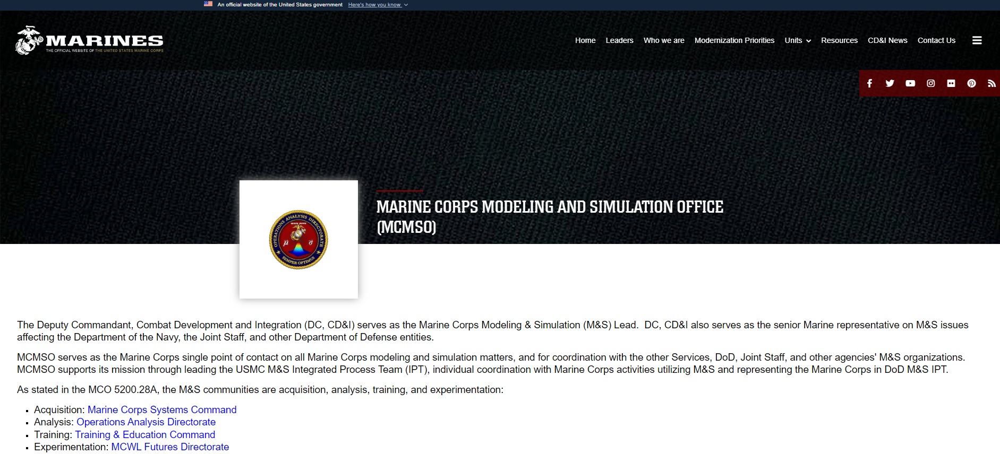 An official website of the United States government Here's how you know
MARINES
THE OFFICIAL WEBSITE OF THE UNITED STATES MARINE CORPS
Home Leaders Who we are Modernization Priorities Units Resources CD&I News Contact Us
OPERATIONS ANALYSIS DIRECTORATE
μ σ
SEMPER OPTIMUS
MARINE CORPS MODELING AND SIMULATION OFFICE
(MCMSO)
The Deputy Commandant, Combat Development and Integration (DC, CD&I) serves as the Marine Corps Modeling & Simulation (M&S) Lead.  DC, CD&I also serves as the senior Marine representative on M&S issues
affecting the Department of the Navy, the Joint Staff, and other Department of Defense entities.
MCMSO serves as the Marine Corps single point of contact on all Marine Corps modeling and simulation matters, and for coordination with the other Services, DoD, Joint Staff, and other agencies' M&S organizations.
MCMSO supports its mission through leading the USMC M&S Integrated Process Team (IPT), individual coordination with Marine Corps activities utilizing M&S and representing the Marine Corps in DoD M&S IPT.
As stated in the MCO 5200.28A, the M&S communities are acquisition, analysis, training, and experimentation:
Acquisition: Marine Corps Systems Command
Analysis: Operations Analysis Directorate
Training: Training & Education Command
Experimentation: MCWL Futures Directorate